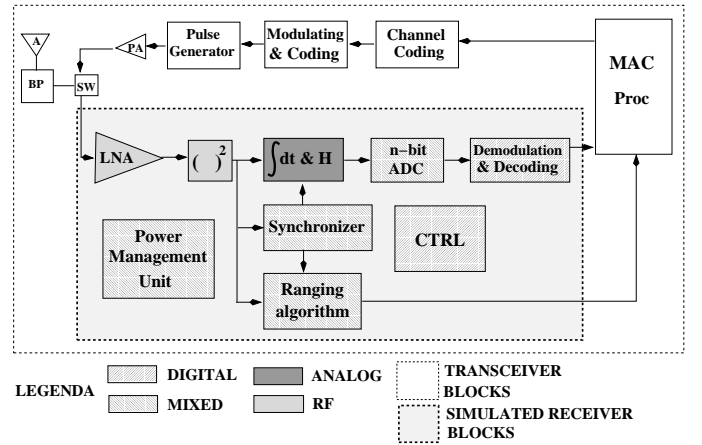 A
BP
SW
PA
Pulse
Generator
Modulating
& Coding
Channel
Coding
MAC
Proc
LNA
( )²
∫dt & H
n−bit
ADC
Demodulation
& Decoding
Synchronizer
Power
Management
Unit
CTRL
Ranging
algorithm
LEGENDA
DIGITAL
MIXED
ANALOG
RF
TRANSCEIVER
BLOCKS
SIMULATED RECEIVER
BLOCKS